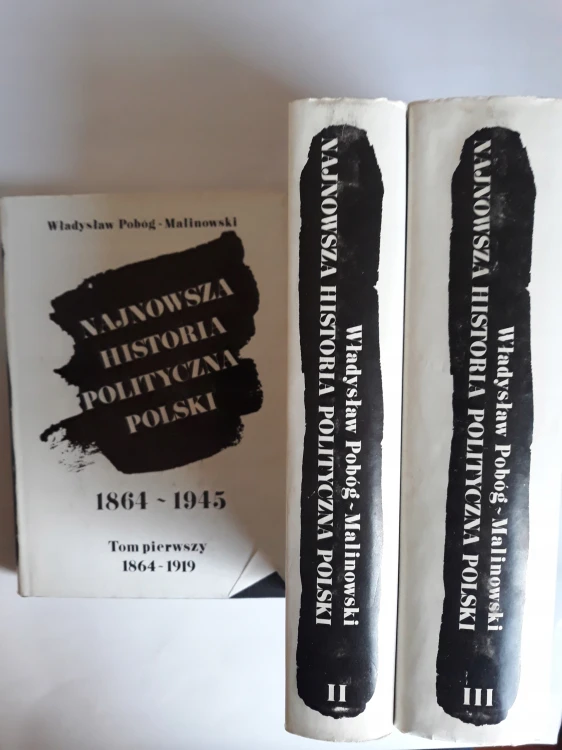 Władysław Pobóg-Malinowski
NAJNOWSZA
HISTORIA
POLITYCZNA
POLSKI
1864~1945
Tom pierwszy
1864-1919
Władysław Pobóg~Malinowski
NAJNOWSZA HISTORIA POLITYCZNA POLSKI
II
Władysław Pobóg~Malinowski
NAJNOWSZA HISTORIA POLITYCZNA POLSKI
III